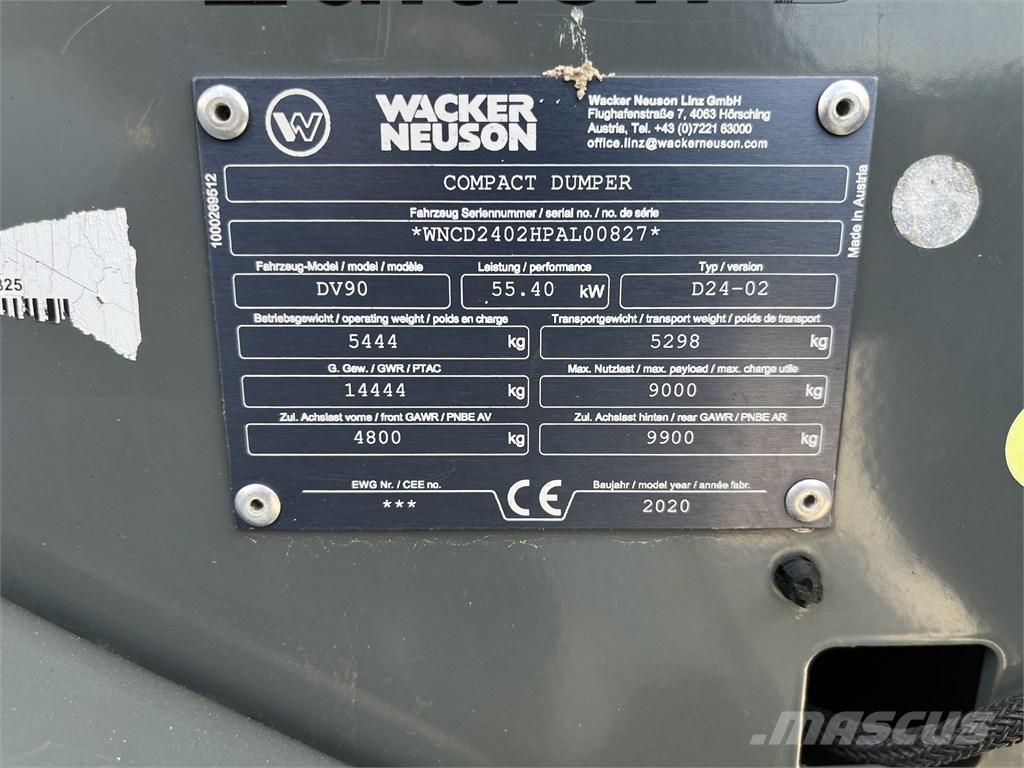 WACKER
NEUSON
Wacker Neuson Linz GmbH
Flughafenstraße 7, 4063 Hörsching
Austria, Tel. +43 (0)7221 63000
office.linz@wackerneuson.com
1000269512
Made in Austria
COMPACT DUMPER
Fahrzeug Seriennummer / serial no. / no. de série
*WNCD2402HPAL00827*
Fahrzeug-Model / model / modéle Leistung / performance Typ / version
DV90 55.40 kW D24-02
Betriebsgewicht / operating weight / poids en charge Transportgewicht / transport weight / poids de transport
5444 kg 5298 kg
G. Gew. / GWR / PTAC Max. Nutzlast / max. payload / max. charge utile
14444 kg 9000 kg
Zul. Achslast vorne / front GAWR / PNBE AV Zul. Achslast hinten / rear GAWR / PNBE AR
4800 kg 9900 kg
EWG Nr. / CEE no. CE Baujahr / model year / année fabr.
*** 2020
825
MASCUS